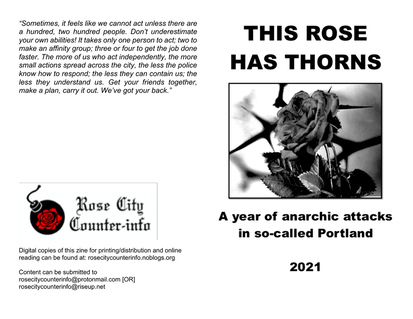 "Sometimes, it feels like we cannot act unless there are
a hundred, two hundred people. Don't underestimate
your own abilities! It takes only one person to act; two to
make an affinity group; three or four to get the job done
faster. The more of us who act independently, the more
small actions spread across the city, the less the police
know how to respond; the less they can contain us; the
less they understand us. Get your friends together,
make a plan, carry it out. We've got your back."
Rose City
Counter-info
Digital copies of this zine for printing/distribution and online
reading can be found at: rosecitycounterinfo.noblogs.org
Content can be submitted to
rosecitycounterinfo@protonmail.com [OR]
rosecitycounterinfo@riseup.net
THIS ROSE
HAS THORNS
A year of anarchic attacks
in so-called Portland
2021